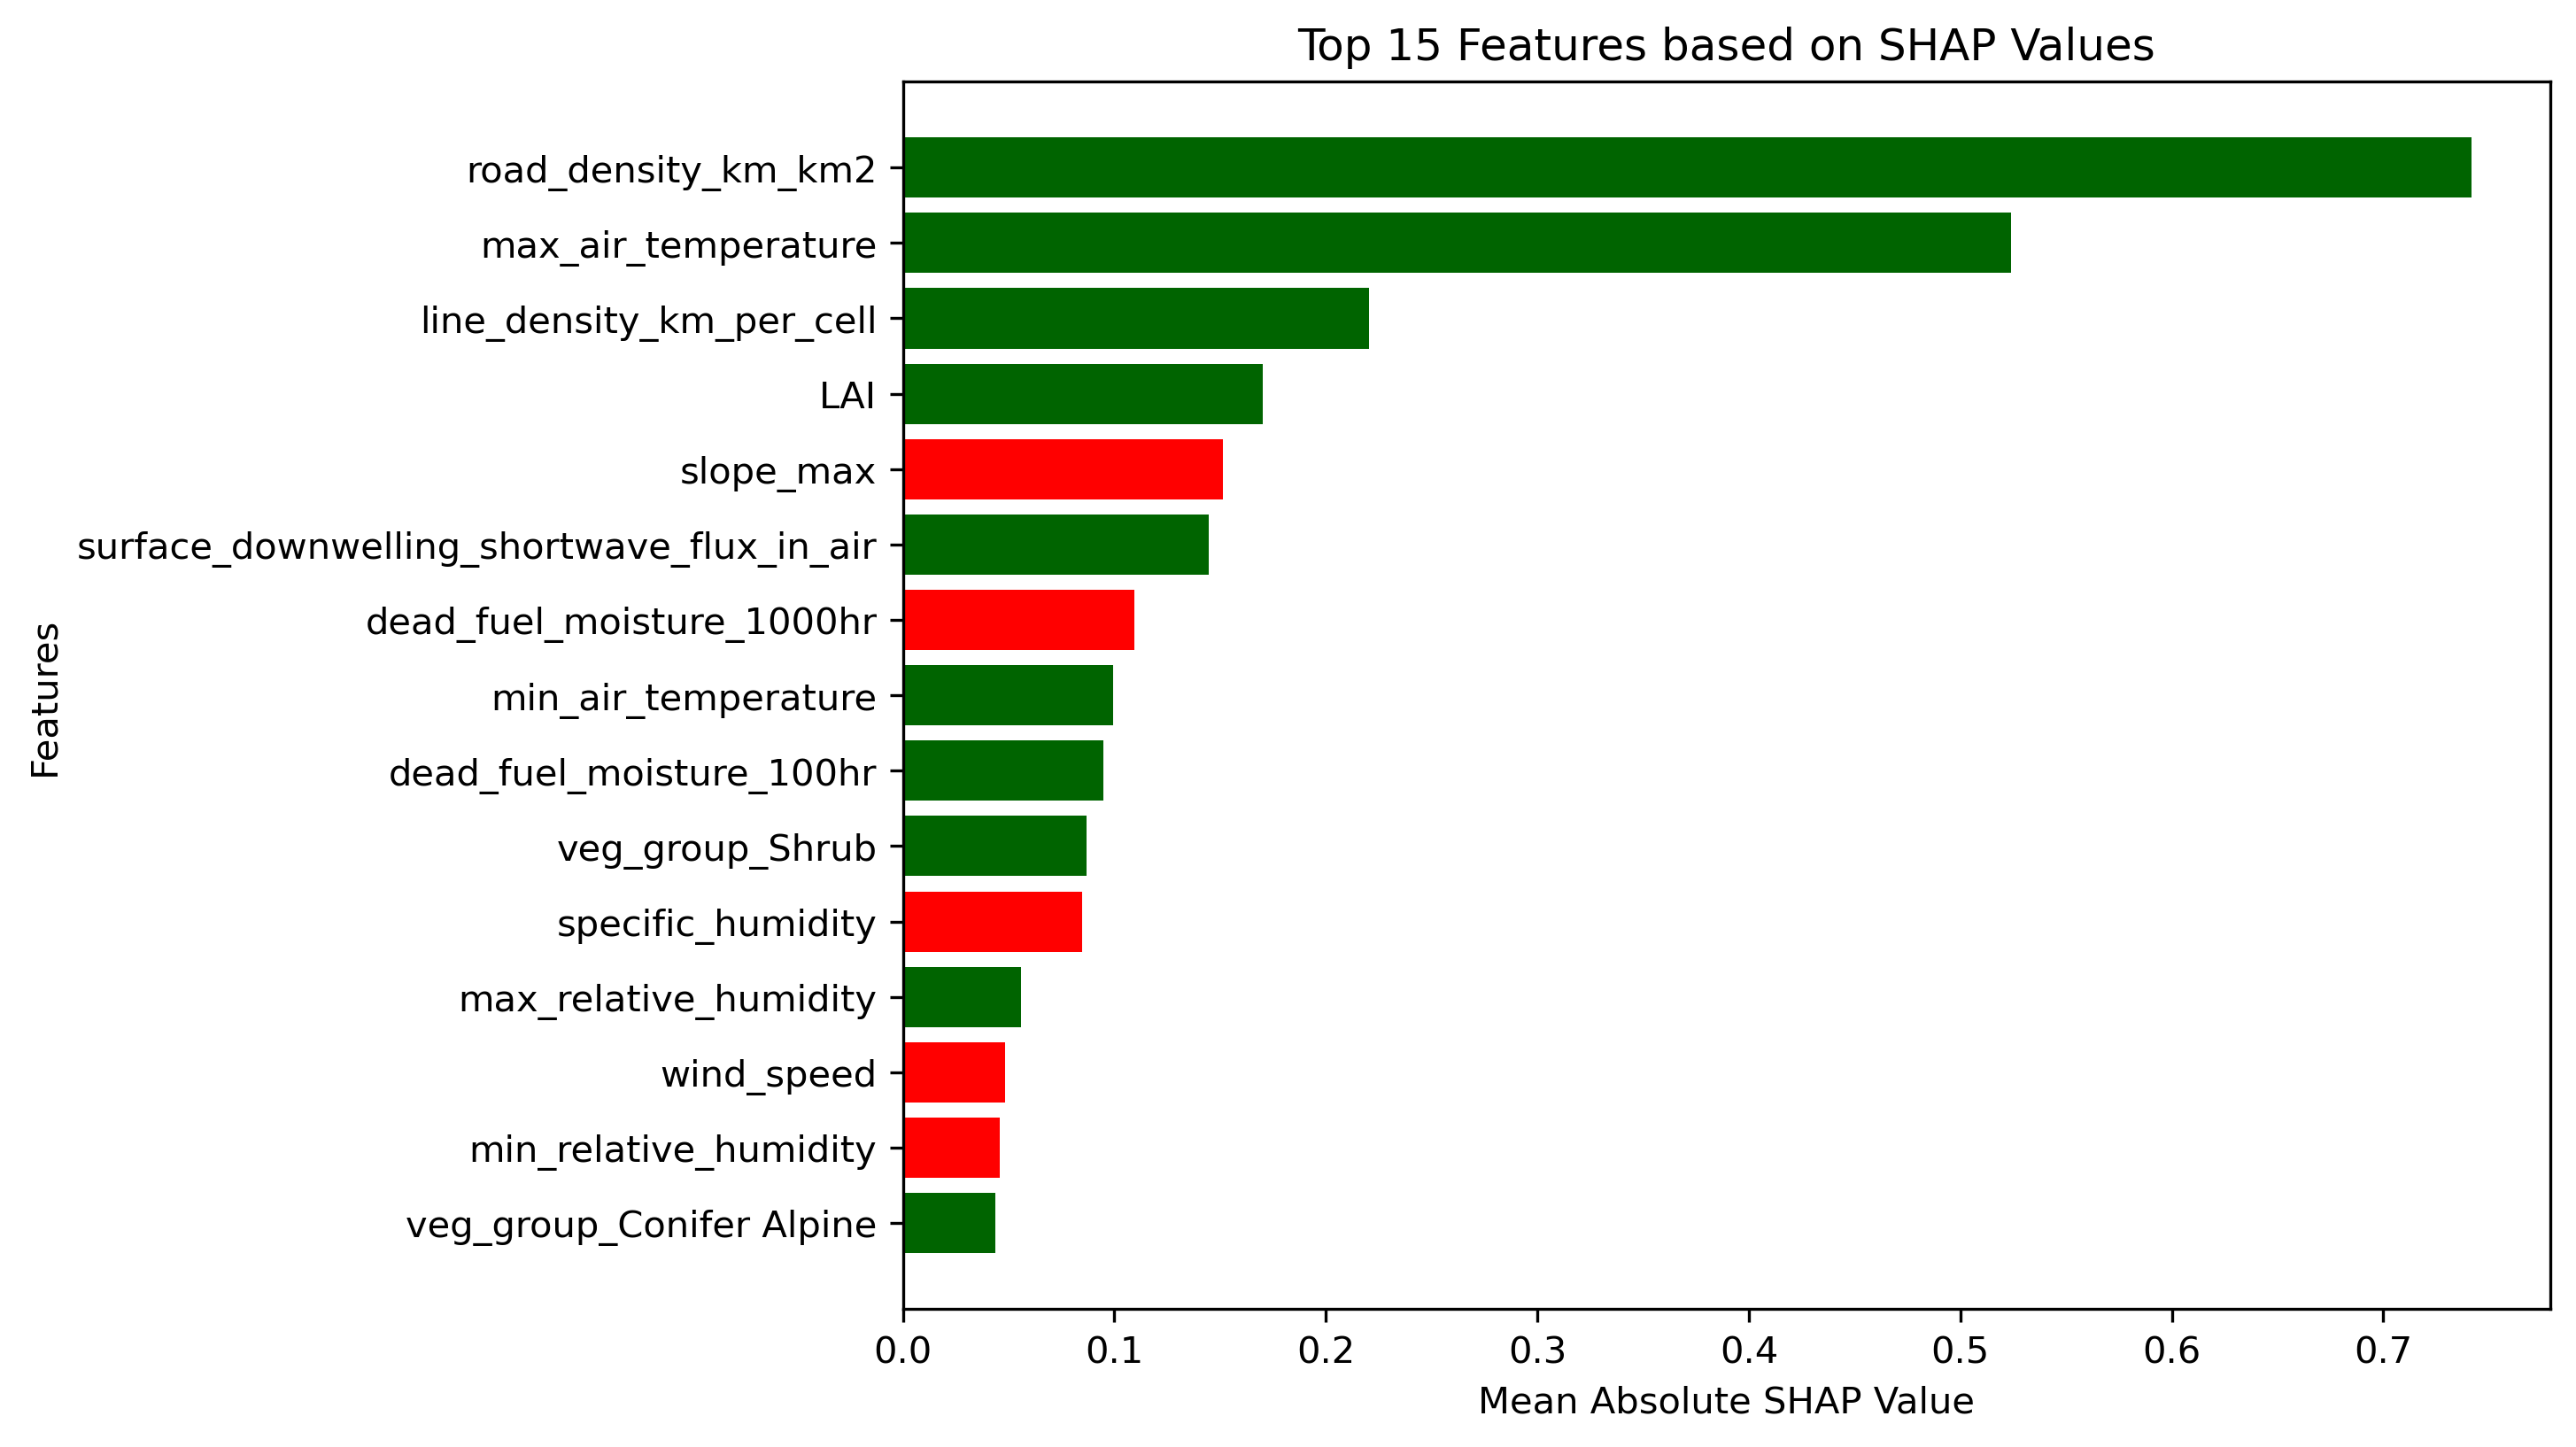 Top 15 Features based on SHAP Values
Features
road_density_km_km2
max_air_temperature
line_density_km_per_cell
LAI
slope_max
surface_downwelling_shortwave_flux_in_air
dead_fuel_moisture_1000hr
min_air_temperature
dead_fuel_moisture_100hr
veg_group_Shrub
specific_humidity
max_relative_humidity
wind_speed
min_relative_humidity
veg_group_Conifer Alpine
0.0 0.1 0.2 0.3 0.4 0.5 0.6 0.7
Mean Absolute SHAP Value